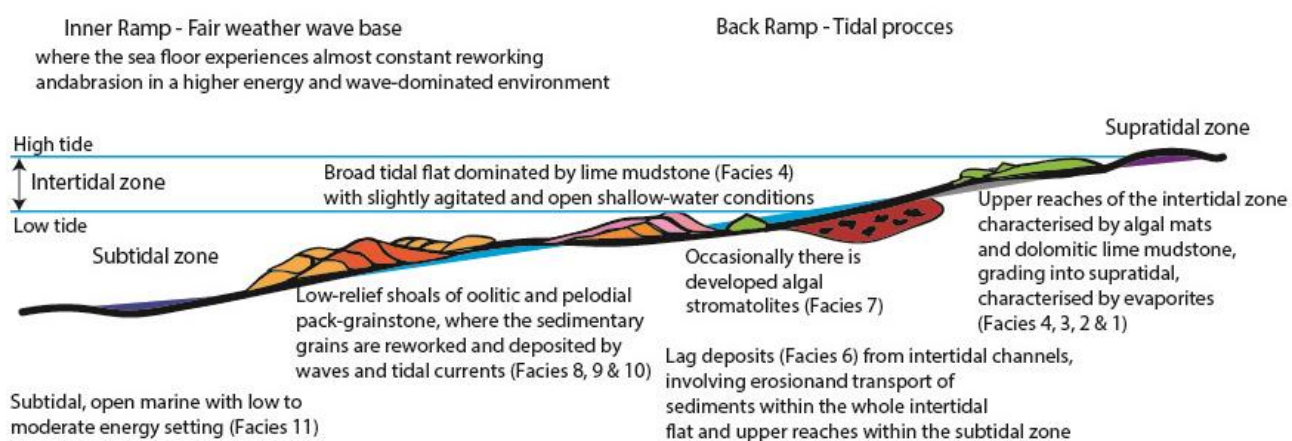 Inner Ramp - Fair weather wave base
where the sea floor experiences almost constant reworking
andabrasion in a higher energy and wave-dominated environment
Back Ramp - Tidal procces
Supratidal zone
High tide
Intertidal zone
Low tide
Broad tidal flat dominated by lime mudstone (Facies 4)
with slightly agitated and open shallow-water conditions
Subtidal zone
Upper reaches of the intertidal zone
characterised by algal mats
and dolomitic lime mudstone,
grading into supratidal,
characterised by evaporites
(Facies 4, 3, 2 & 1)
Occasionally there is
developed algal
stromatolites (Facies 7)
Low-relief shoals of oolitic and pelodial
pack-grainstone, where the sedimentary
grains are reworked and deposited by
waves and tidal currents (Facies 8, 9 & 10)
Lag deposits (Facies 6) from intertidal channels,
involving erosionand transport of
sediments within the whole intertidal
flat and upper reaches within the subtidal zone
Subtidal, open marine with low to
moderate energy setting (Facies 11)